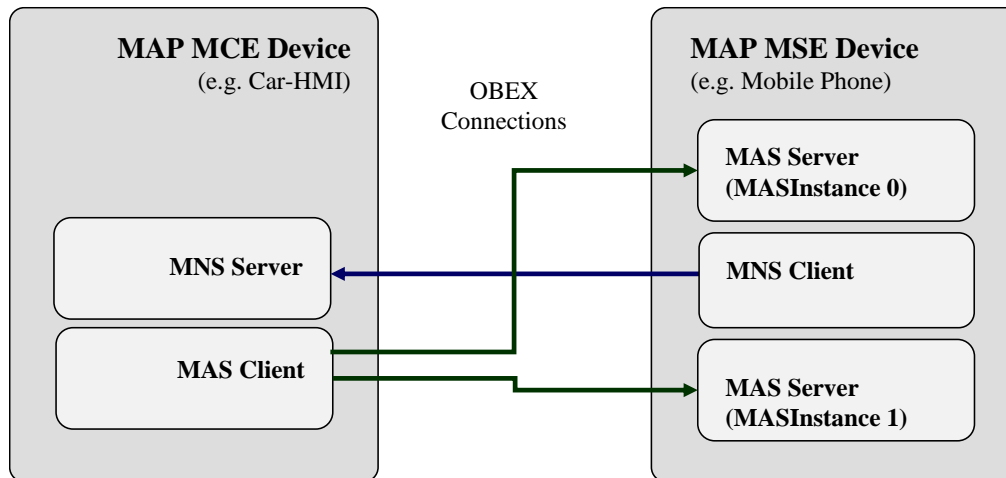 MAP MCE Device
(e.g. Car-HMI)
MNS Server
MAS Client
OBEX
Connections
MAP MSE Device
(e.g. Mobile Phone)
MAS Server
(MASInstance 0)
MNS Client
MAS Server
(MASInstance 1)